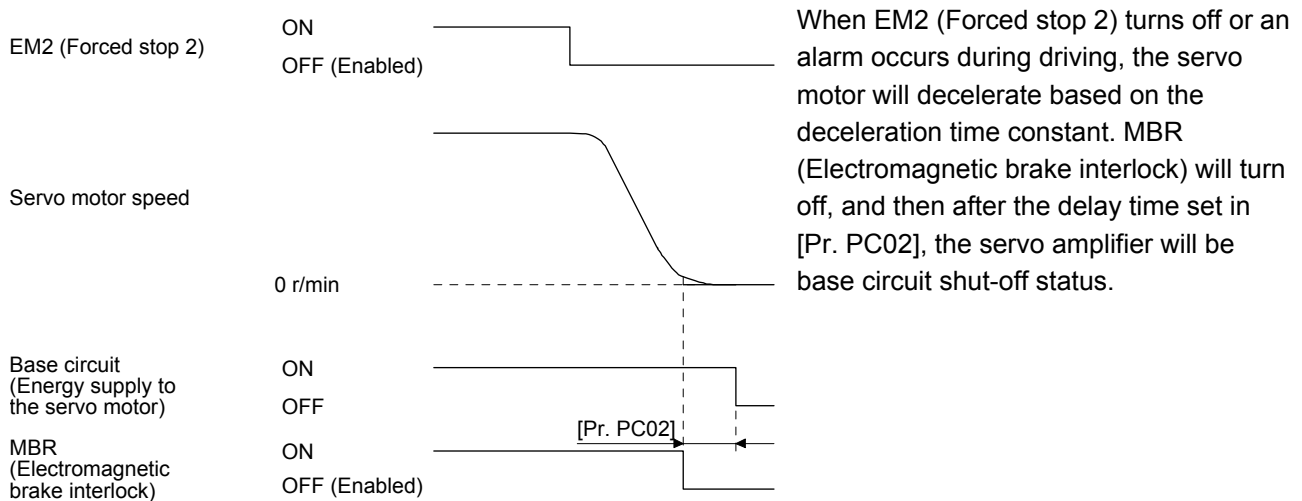 EM2 (Forced stop 2)
ON
OFF (Enabled)
Servo motor speed
0 r/min
Base circuit
(Energy supply to
the servo motor)
ON
OFF
[Pr. PC02]
MBR
(Electromagnetic
brake interlock)
ON
OFF (Enabled)
When EM2 (Forced stop 2) turns off or an
alarm occurs during driving, the servo
motor will decelerate based on the
deceleration time constant. MBR
(Electromagnetic brake interlock) will turn
off, and then after the delay time set in
[Pr. PC02], the servo amplifier will be
base circuit shut-off status.